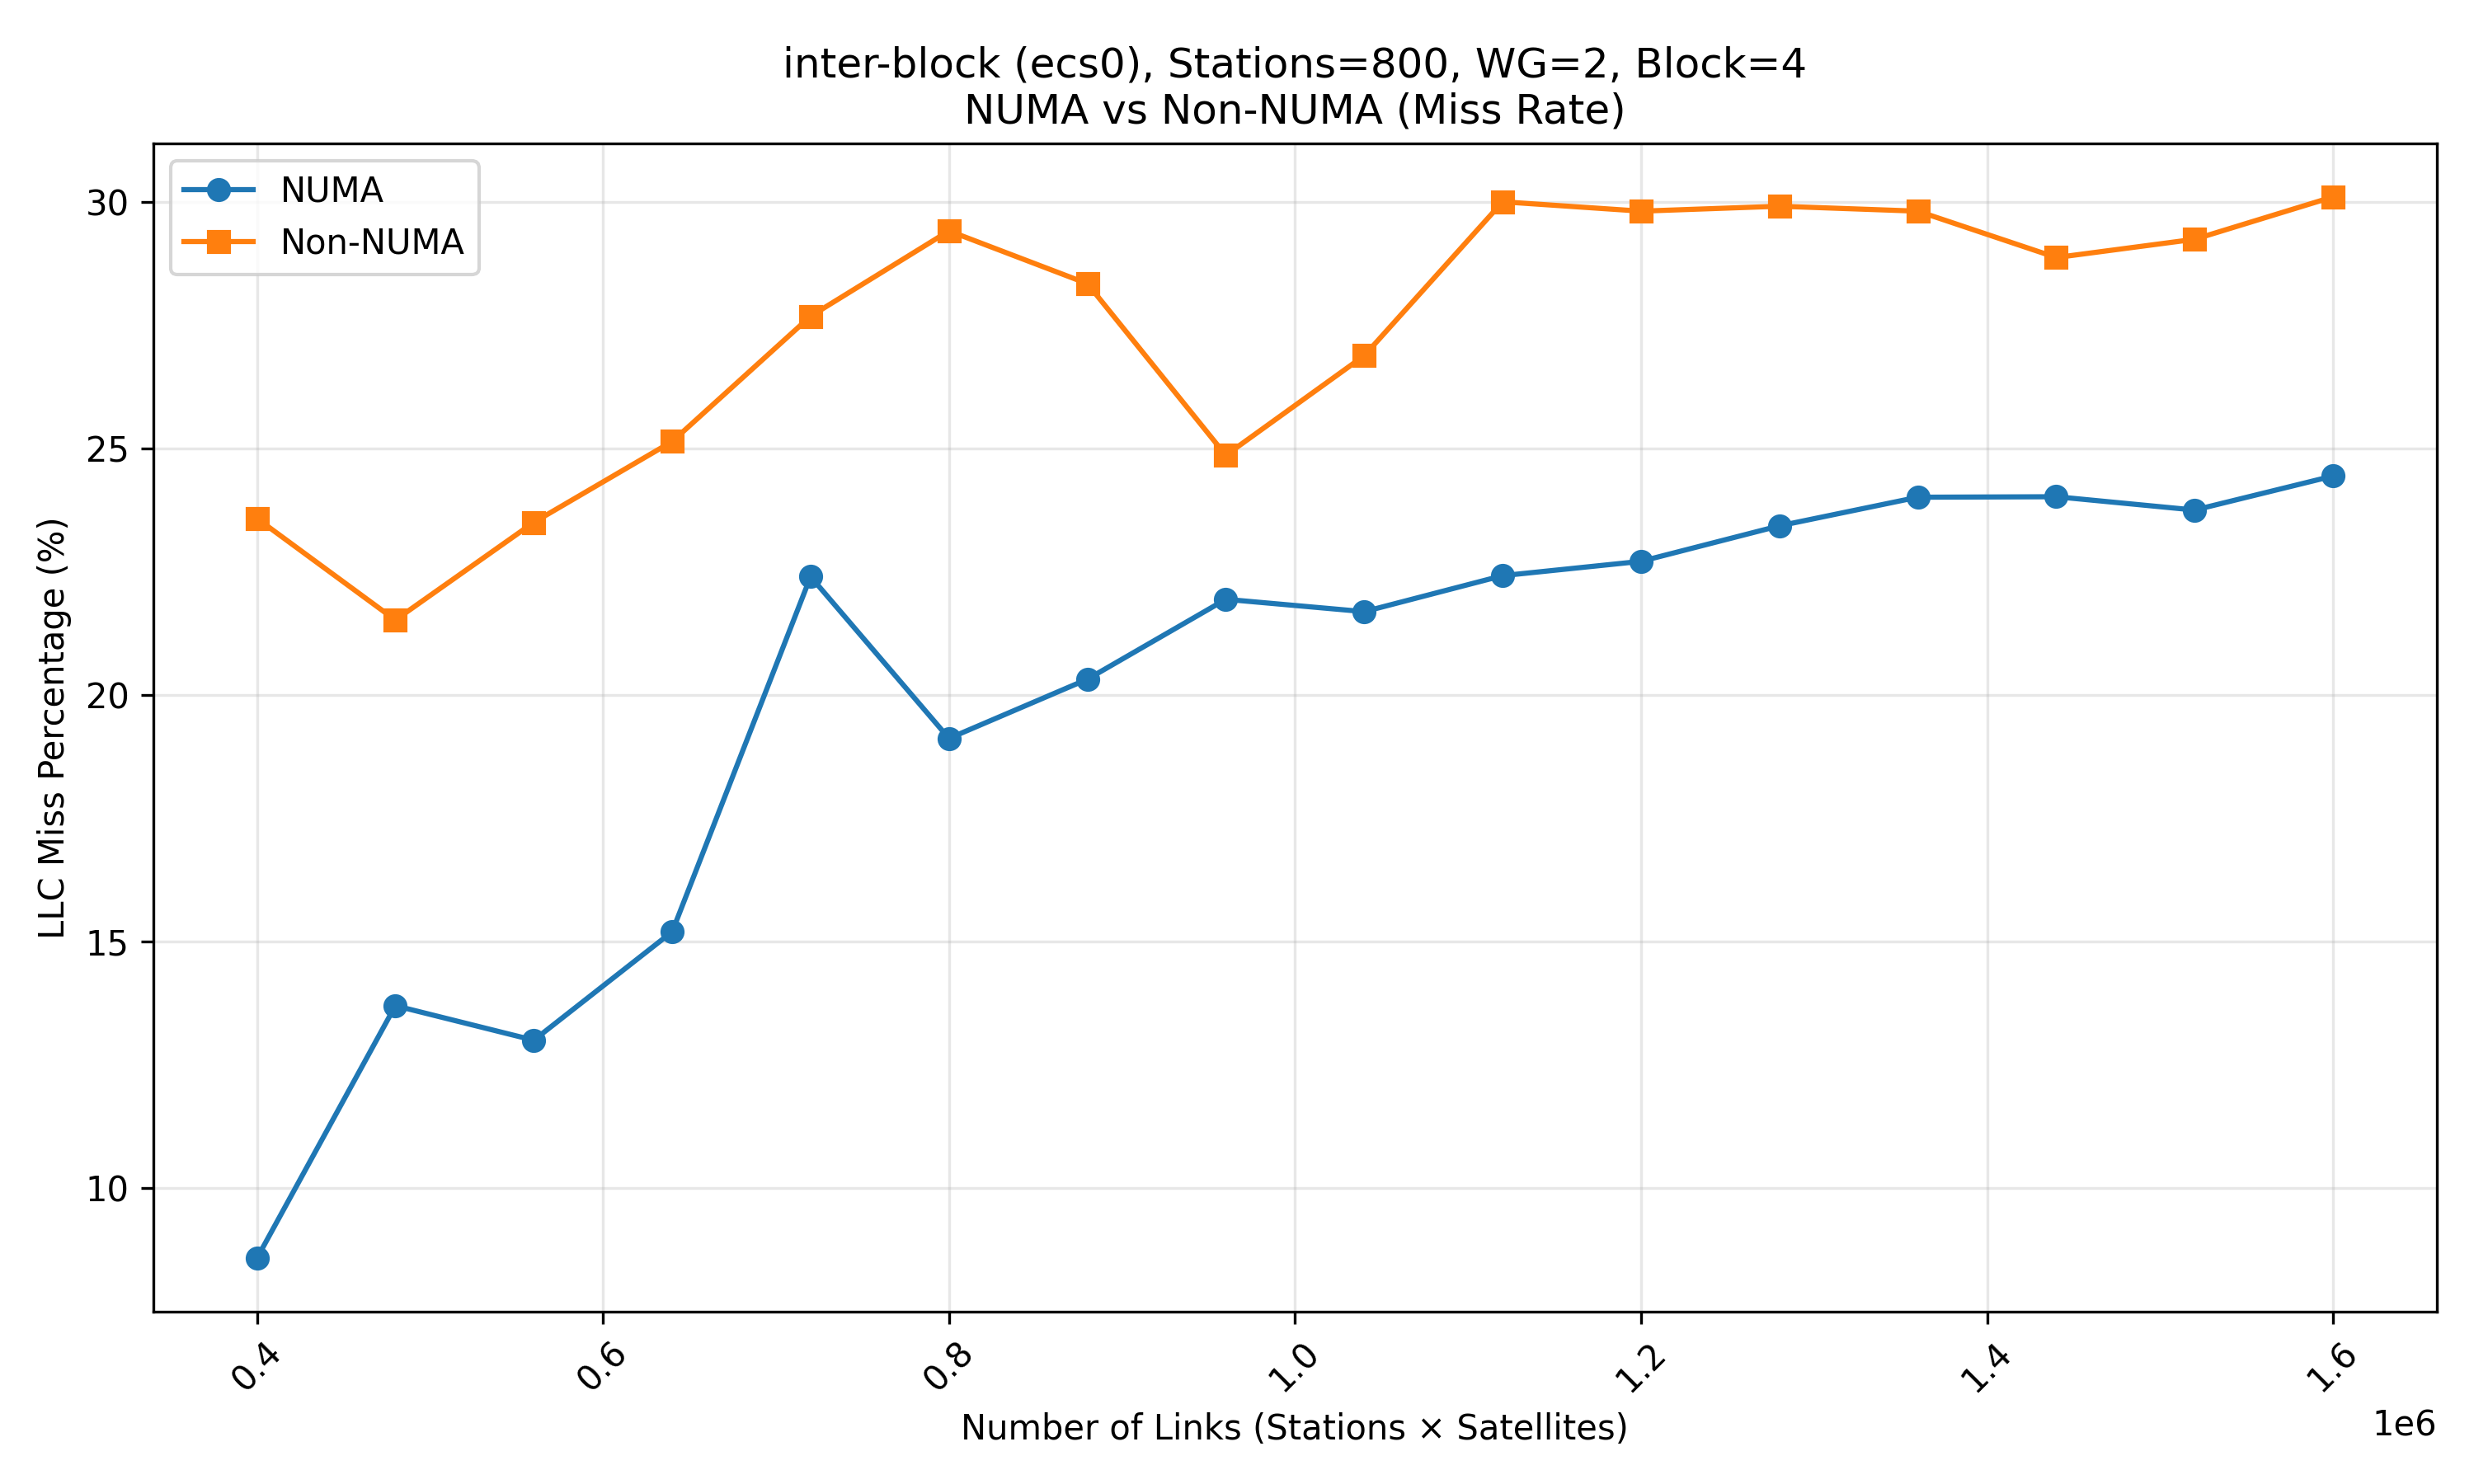 inter-block (ecs0), Stations=800, WG=2, Block=4
NUMA vs Non-NUMA (Miss Rate)
NUMA
Non-NUMA
LLC Miss Percentage (%)
30
25
20
15
10
0.4
0.6
0.8
1.0
1.2
1.4
1.6
1e6
Number of Links (Stations × Satellites)